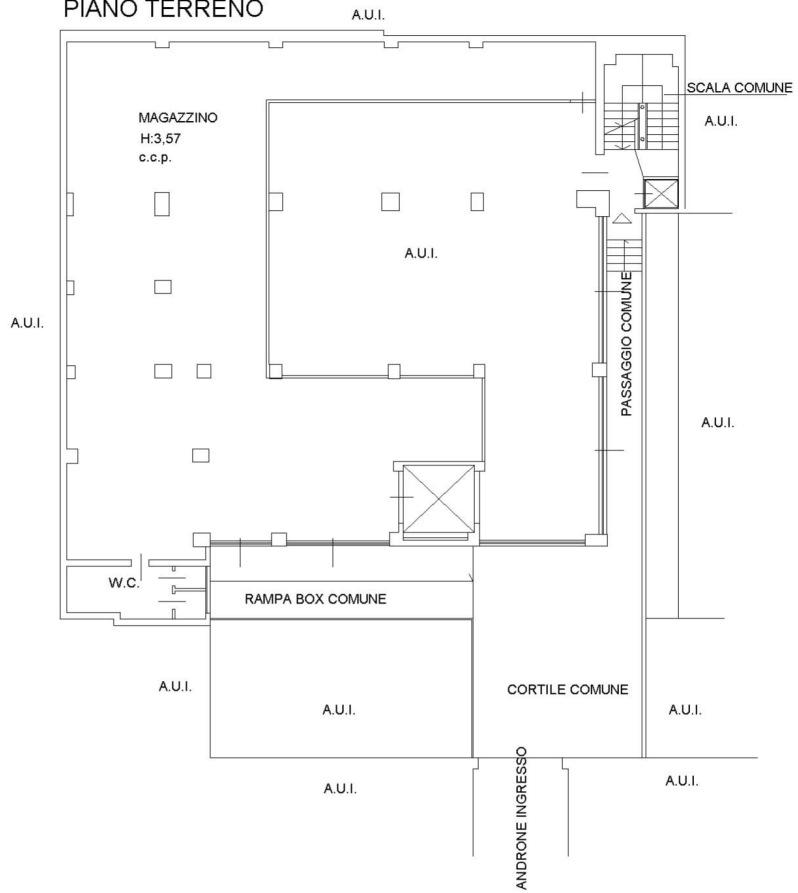 PIANO TERRENO
A.U.I.
SCALA COMUNE
MAGAZZINO
H:3,57
c.c.p.
A.U.I.
A.U.I.
A.U.I.
PASSAGGIO COMUNE
A.U.I.
W.C.
RAMPA BOX COMUNE
A.U.I.
CORTILE COMUNE
A.U.I.
A.U.I.
A.U.I.
A.U.I.
ANDRONE INGRESSO